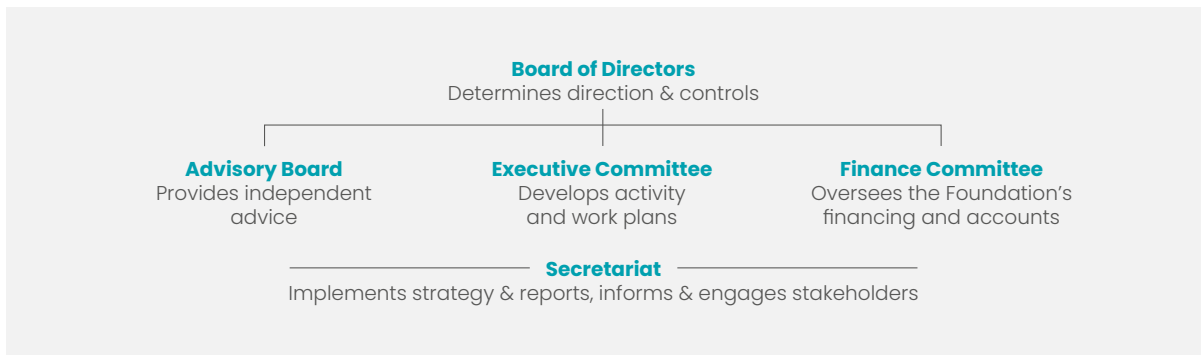 Board of Directors
Determines direction & controls
Advisory Board
Provides independent
advice
Executive Committee
Develops activity
and work plans
Finance Committee
Oversees the Foundation’s
financing and accounts
Secretariat
Implements strategy & reports, informs & engages stakeholders